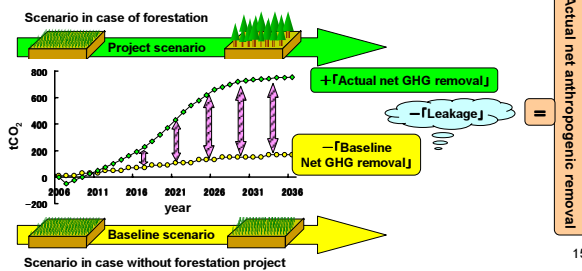 Scenario in case of forestation
Project scenario
800
600
400
200
0
-200
tCO2
2006 2011 2016 2021 2026 2031 2036
year
+「Actual net GHG removal」
-「Leakage」
-「Baseline
Net GHG removal」
=
Actual net anthropogenic removal
Baseline scenario
Scenario in case without forestation project